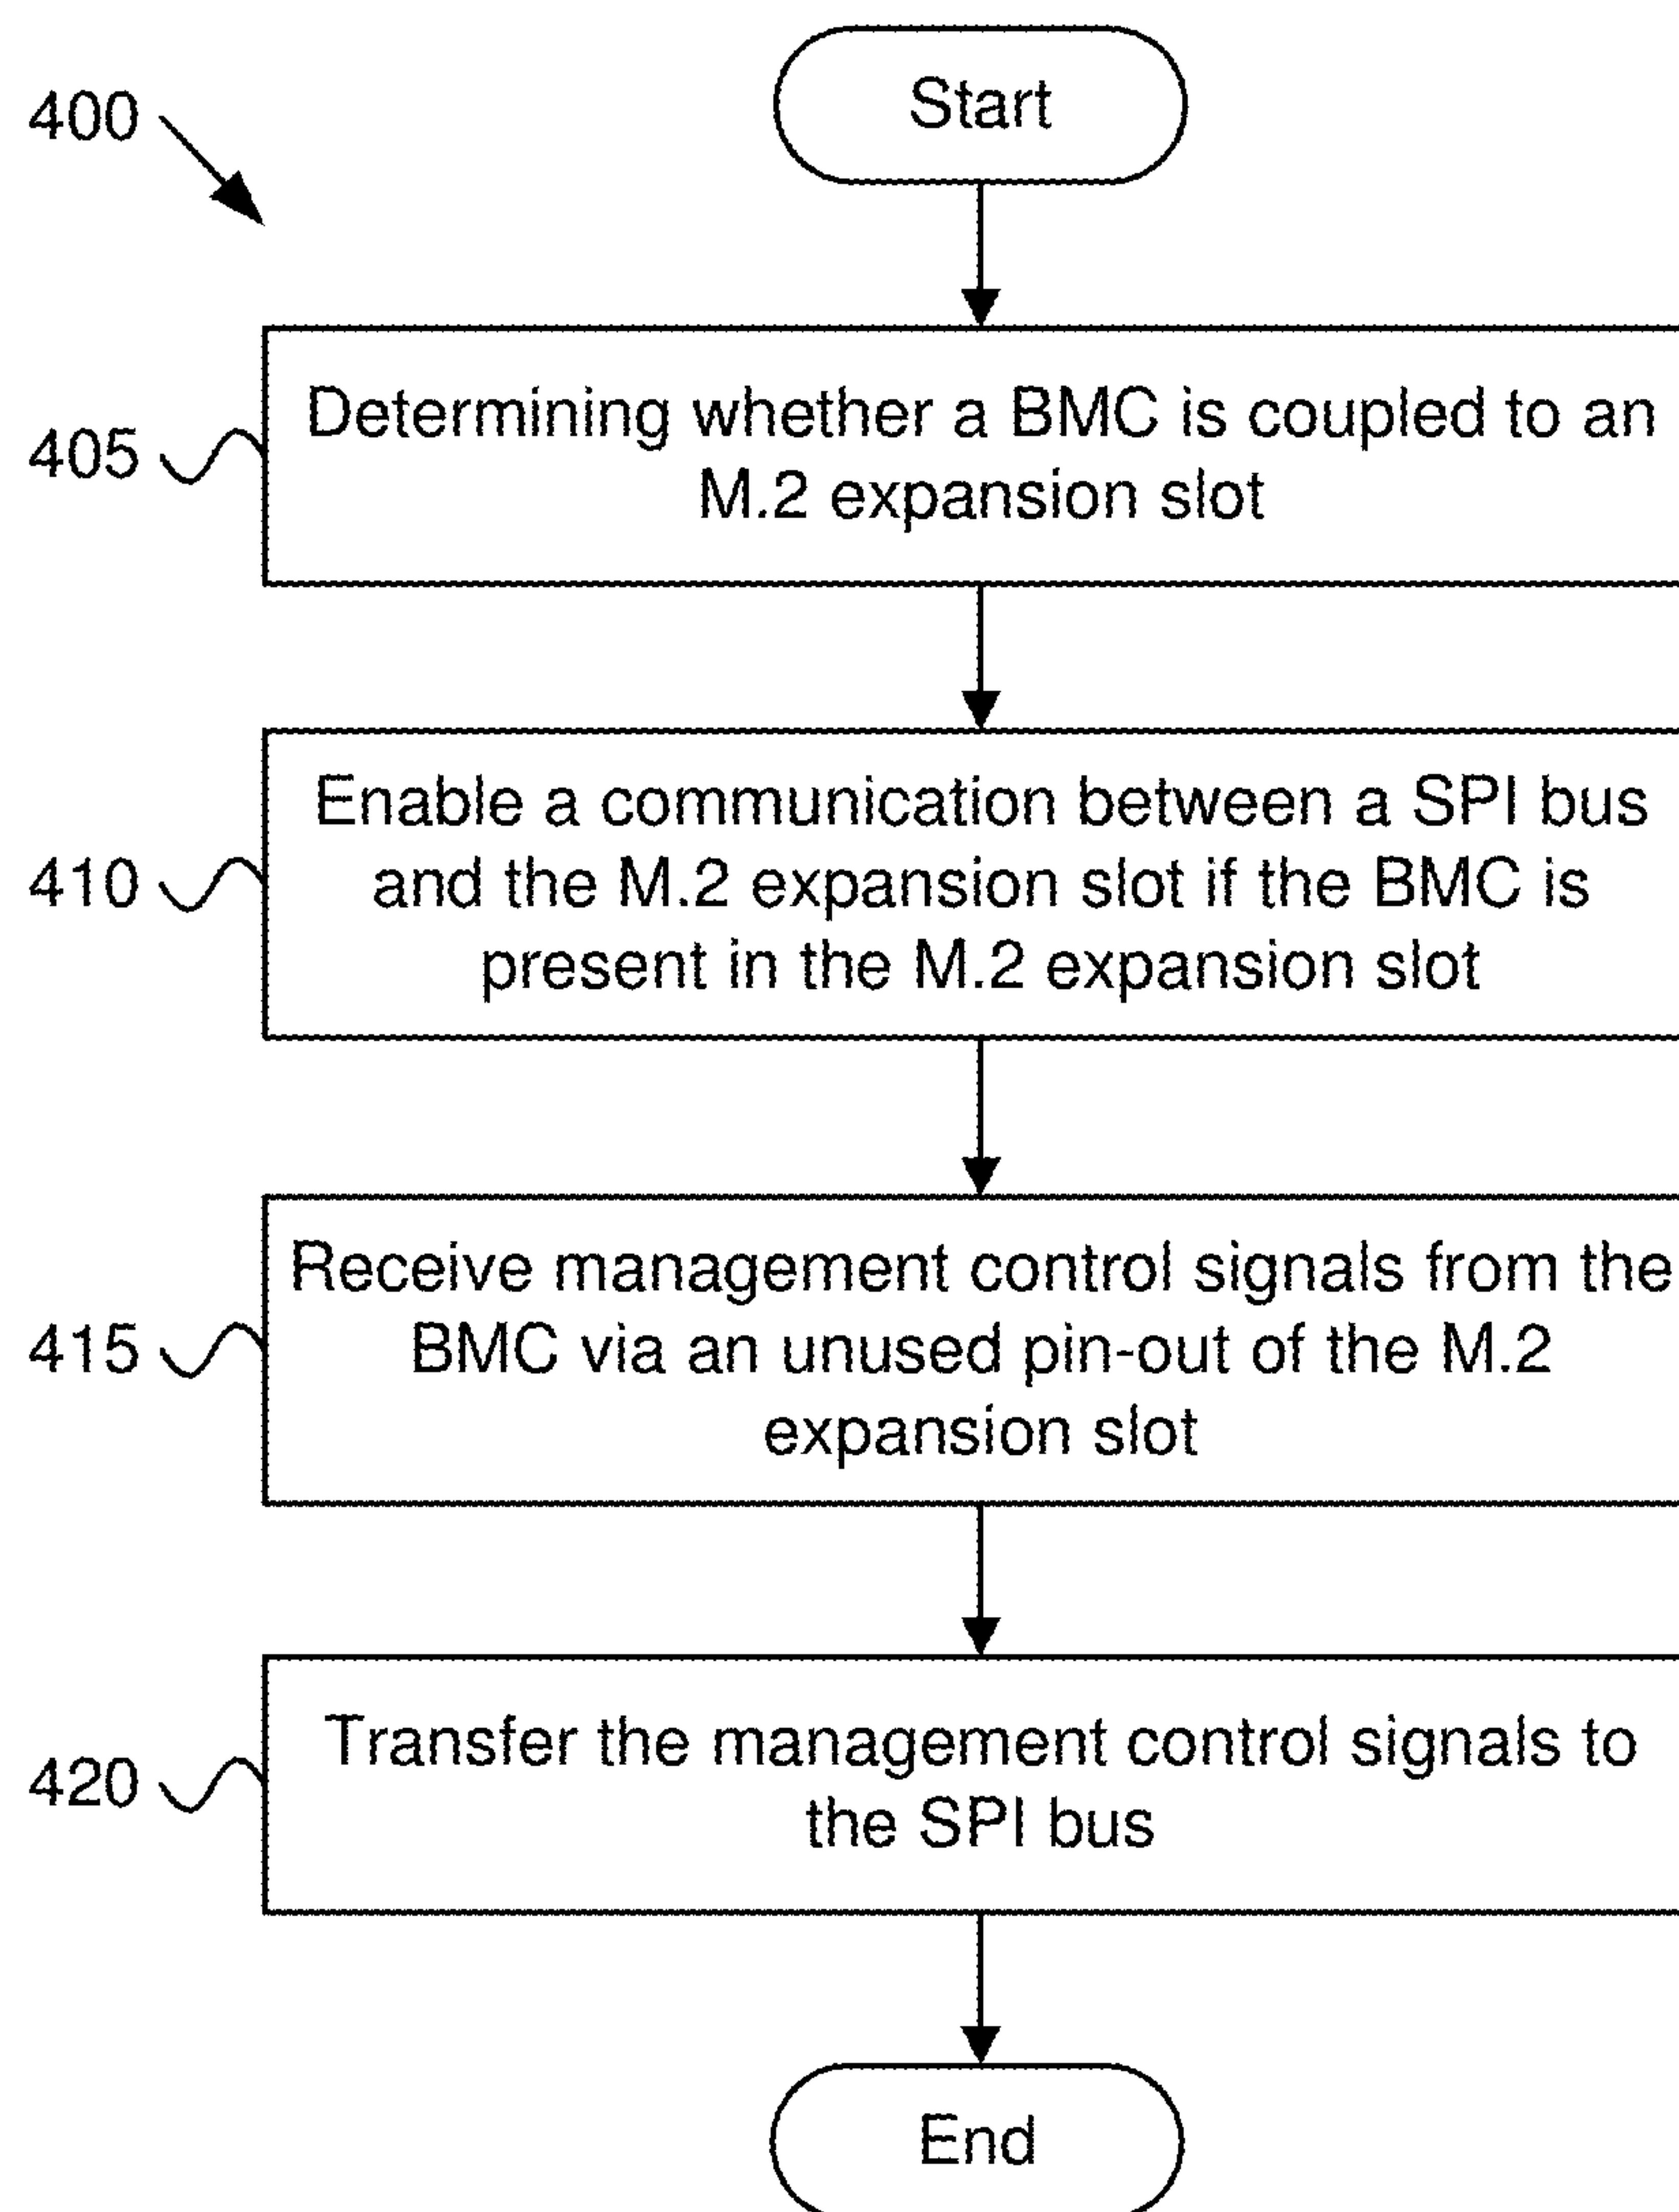 400
Start
405
Determining whether a BMC is coupled to an
M.2 expansion slot
410
Enable a communication between a SPI bus
and the M.2 expansion slot if the BMC is
present in the M.2 expansion slot
415
Receive management control signals from the
BMC via an unused pin-out of the M.2
expansion slot
420
Transfer the management control signals to
the SPI bus
End